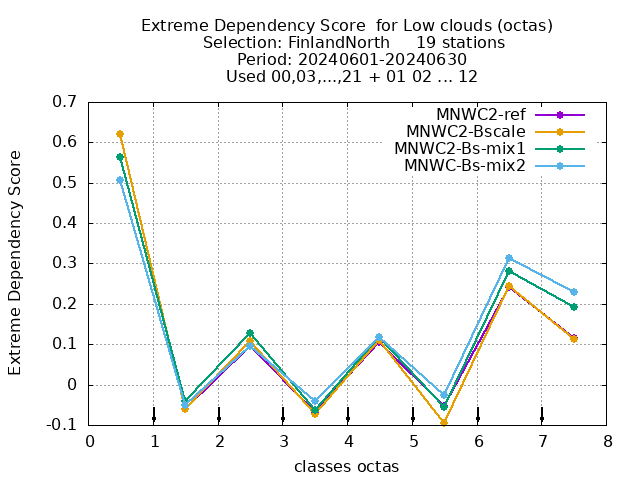 Extreme Dependency Score  for Low clouds (octas)
Selection: FinlandNorth     19 stations
Period: 20240601-20240630
Used 00,03,...,21 + 01 02 ... 12
MNWC2-ref
MNWC2-Bscale
MNWC2-Bs-mix1
MNWC-Bs-mix2
Extreme Dependency Score
0.7
0.6
0.5
0.4
0.3
0.2
0.1
0
-0.1
0 1 2 3 4 5 6 7 8
classes octas